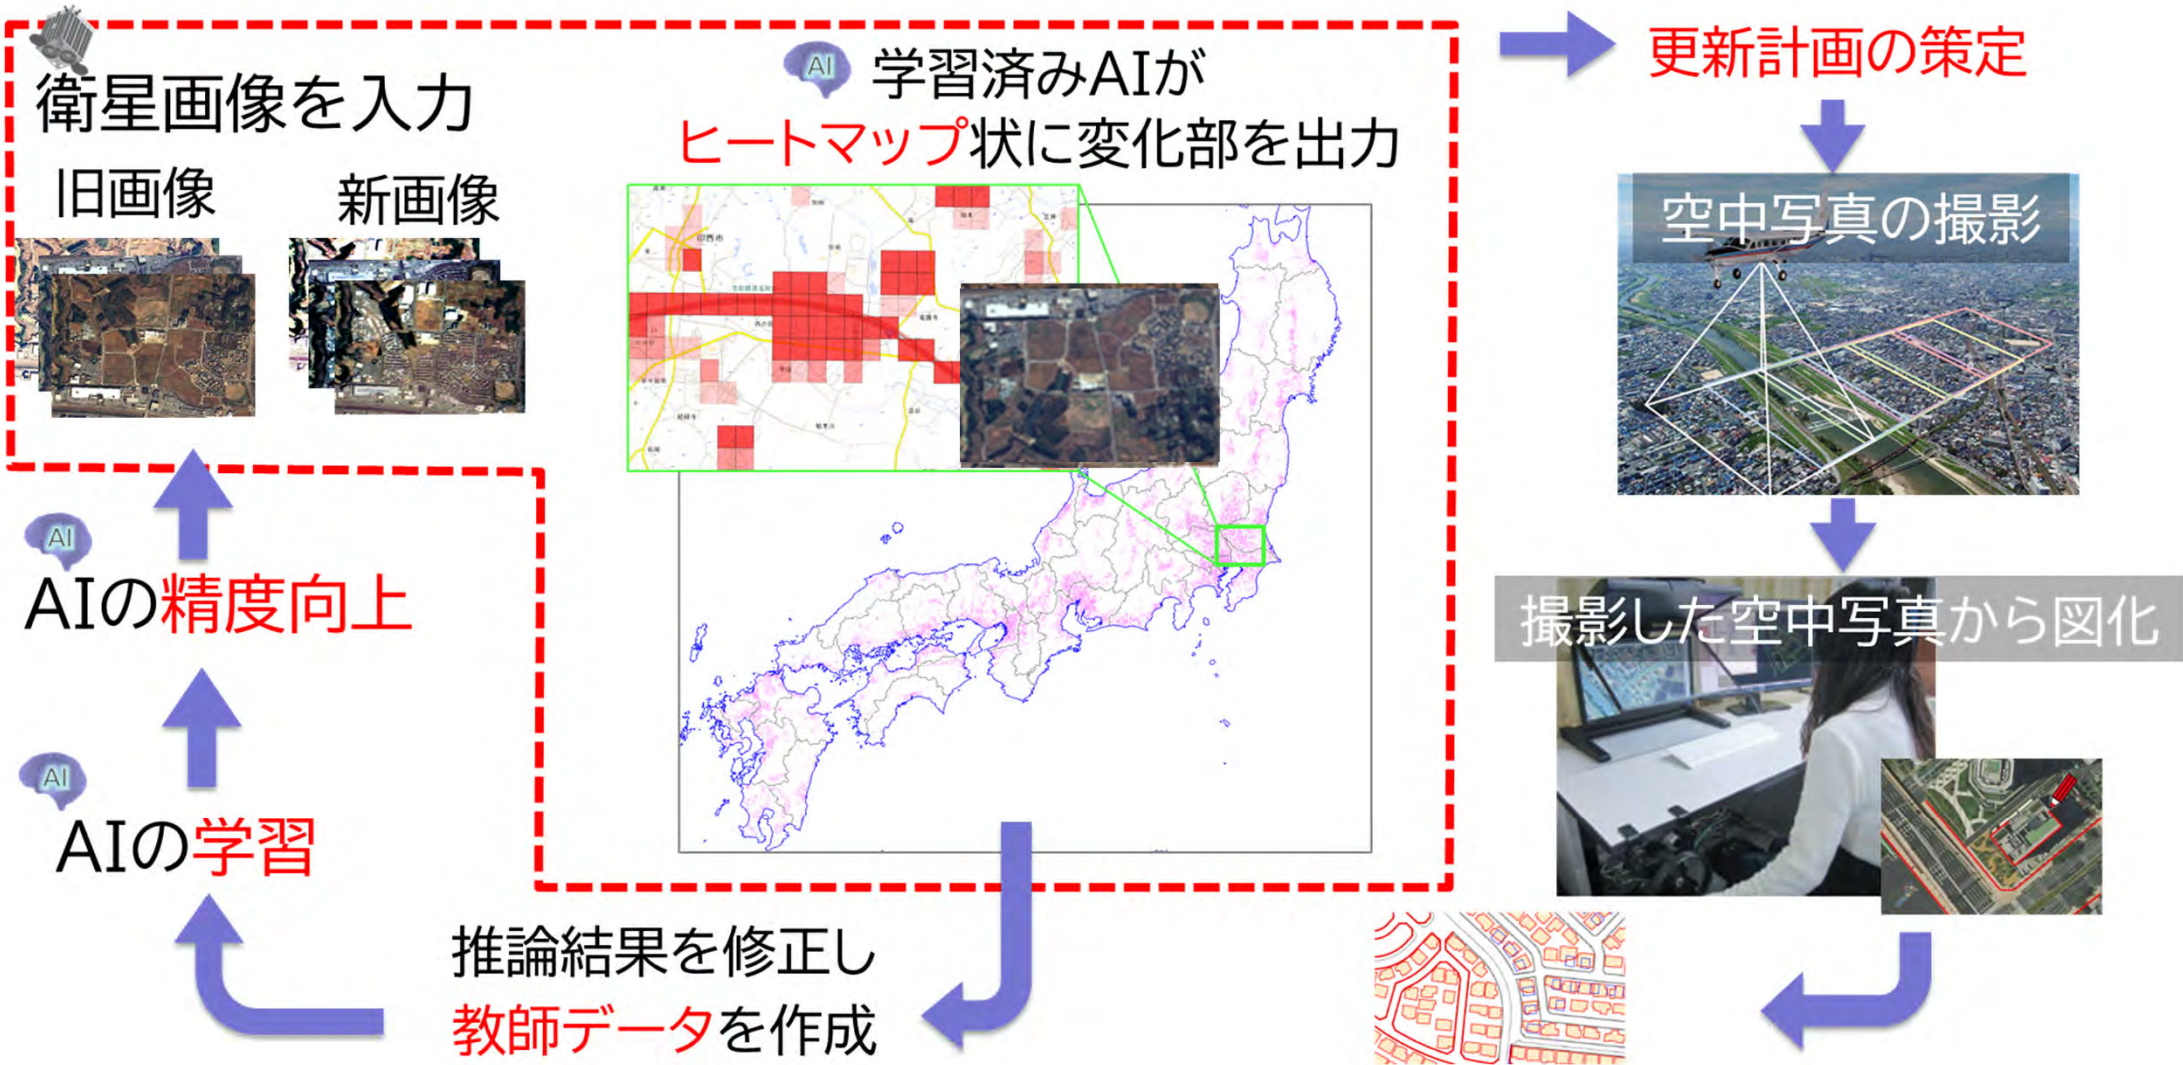 衛星画像を入力
旧画像
新画像
AI
学習済みAIが
ヒートマップ状に変化部を出力
印西市
更新計画の策定
空中写真の撮影
撮影した空中写真から図化
AI
AIの精度向上
AI
AIの学習
推論結果を修正し
教師データを作成